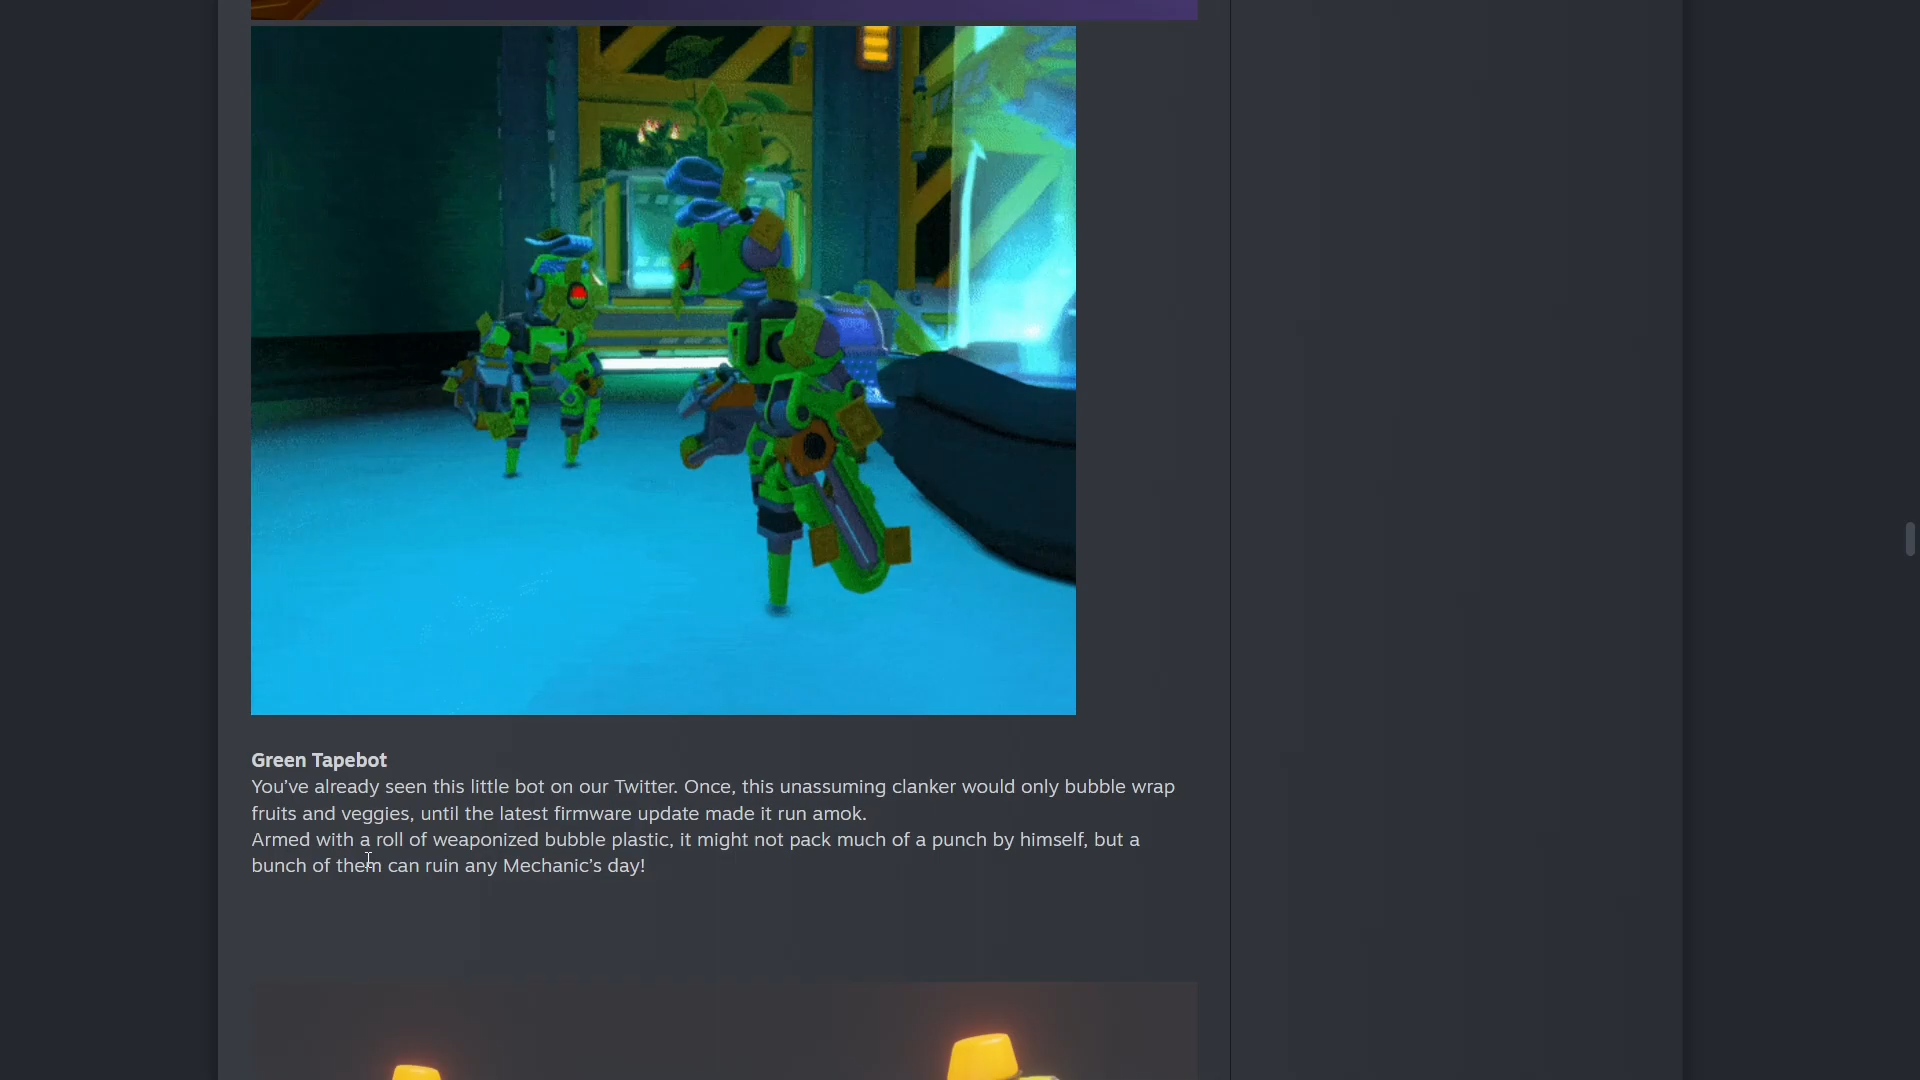 Green Tapebot
You’ve already seen this little bot on our Twitter. Once, this unassuming clanker would only bubble wrap
fruits and veggies, until the latest firmware update made it run amok.
Armed with a roll of weaponized bubble plastic, it might not pack much of a punch by himself, but a
bunch of them can ruin any Mechanic’s day!